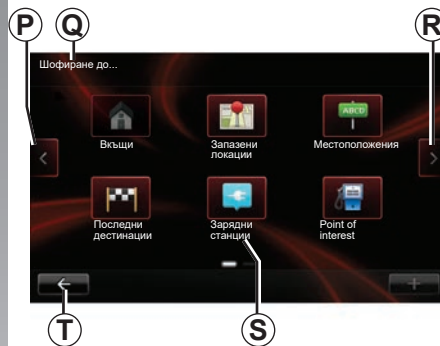 P
Q
R
Шофиране до...
ABCD
Вкъщи
Запазени
локации
Местоположения
Последни
дестинации
Зарядни
станции
Point of
interest
T
S